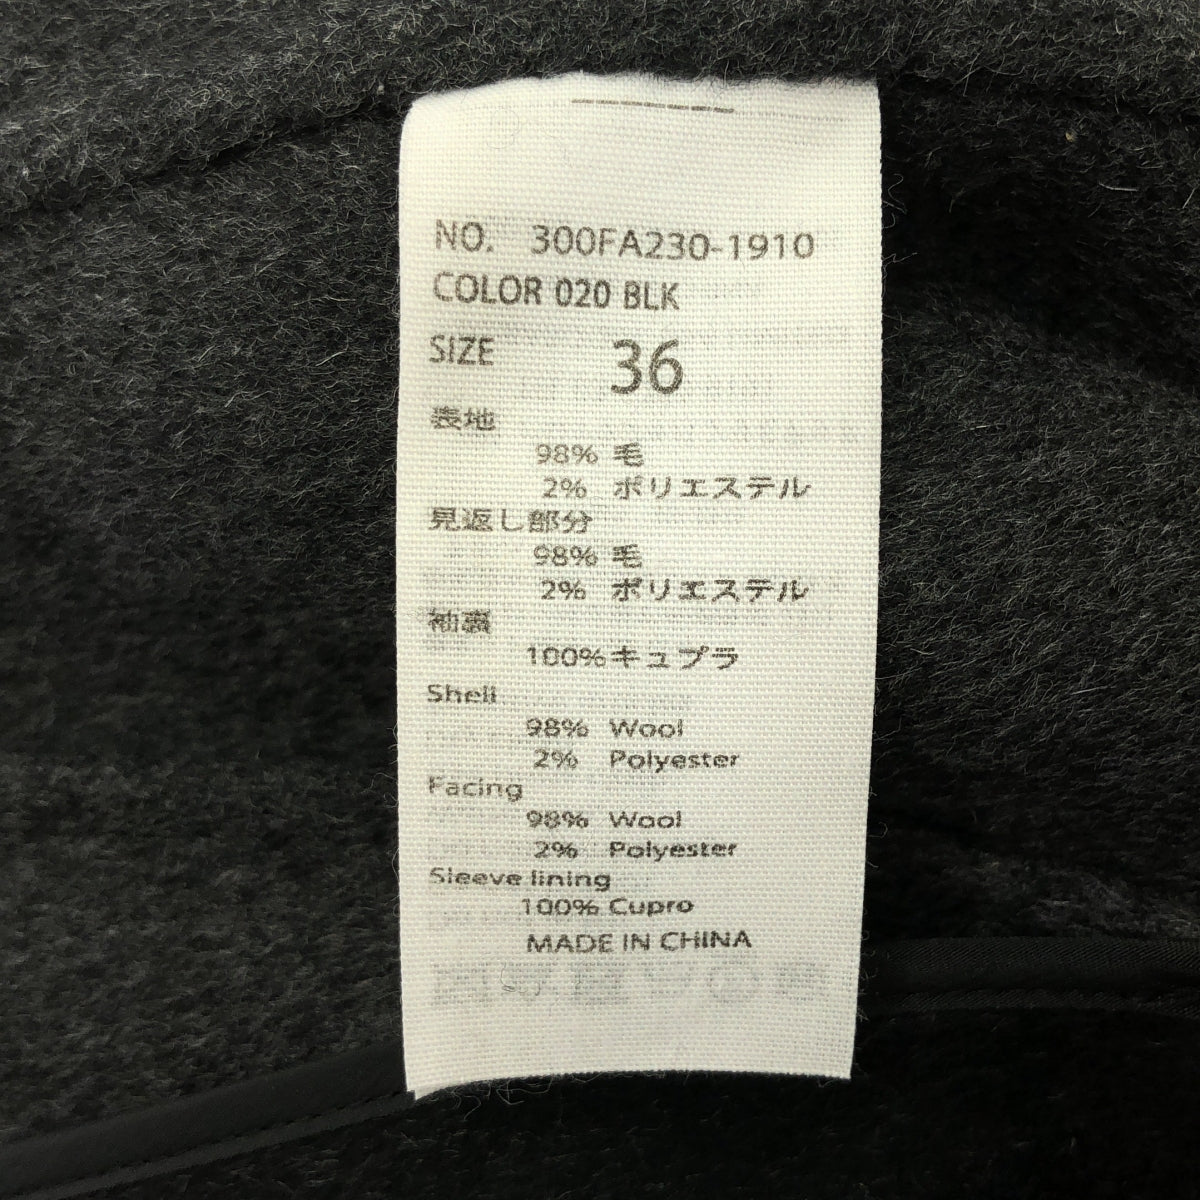 NO. 300FA230-1910
COLOR 020 BLK
SIZE 36
表地
98% 毛
2% ポリエステル
見返し部分
98% 毛
2% ポリエステル
袖裏
100% キュプラ
Shell
98% Wool
2% Polyester
Facing
98% Wool
2% Polyester
Sleeve lining
100% Cupro
MADE IN CHINA